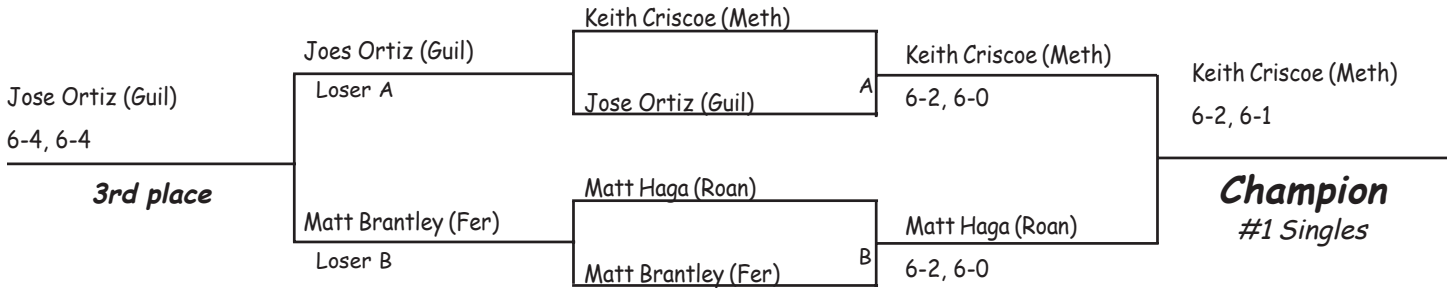 Keith Criscoe (Meth)
Joes Ortiz (Guil)
Keith Criscoe (Meth)
Keith Criscoe (Meth)
Jose Ortiz (Guil)
Loser A
Jose Ortiz (Guil)
A
6-2, 6-0
6-2, 6-1
6-4, 6-4
3rd place
Matt Haga (Roan)
Champion
Matt Brantley (Fer)
Matt Haga (Roan)
#1 Singles
Loser B
Matt Brantley (Fer)
B
6-2, 6-0